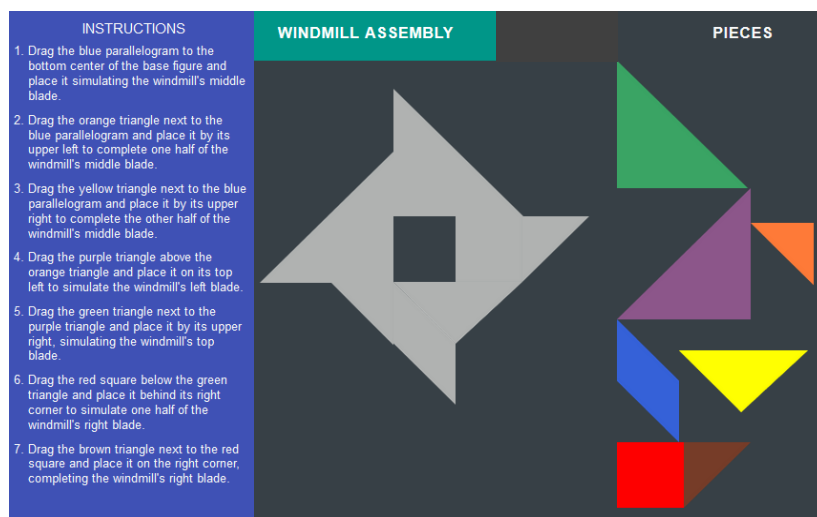 INSTRUCTIONS
1. Drag the blue parallelogram to the
bottom center of the base figure and
place it simulating the windmill's middle
blade.
2. Drag the orange triangle next to the
blue parallelogram and place it by its
upper left to complete one half of the
windmill's middle blade.
3. Drag the yellow triangle next to the blue
parallelogram and place it by its upper
right to complete the other half of the
windmill's middle blade.
4. Drag the purple triangle above the
orange triangle and place it on its top
left to simulate the windmill's left blade.
5. Drag the green triangle next to the
purple triangle and place it by its upper
right, simulating the windmill's top
blade.
6. Drag the red square below the green
triangle and place it behind its right
corner to simulate one half of the
windmill's right blade.
7. Drag the brown triangle next to the red
square and place it on the right corner,
completing the windmill's right blade.
WINDMILL ASSEMBLY
PIECES